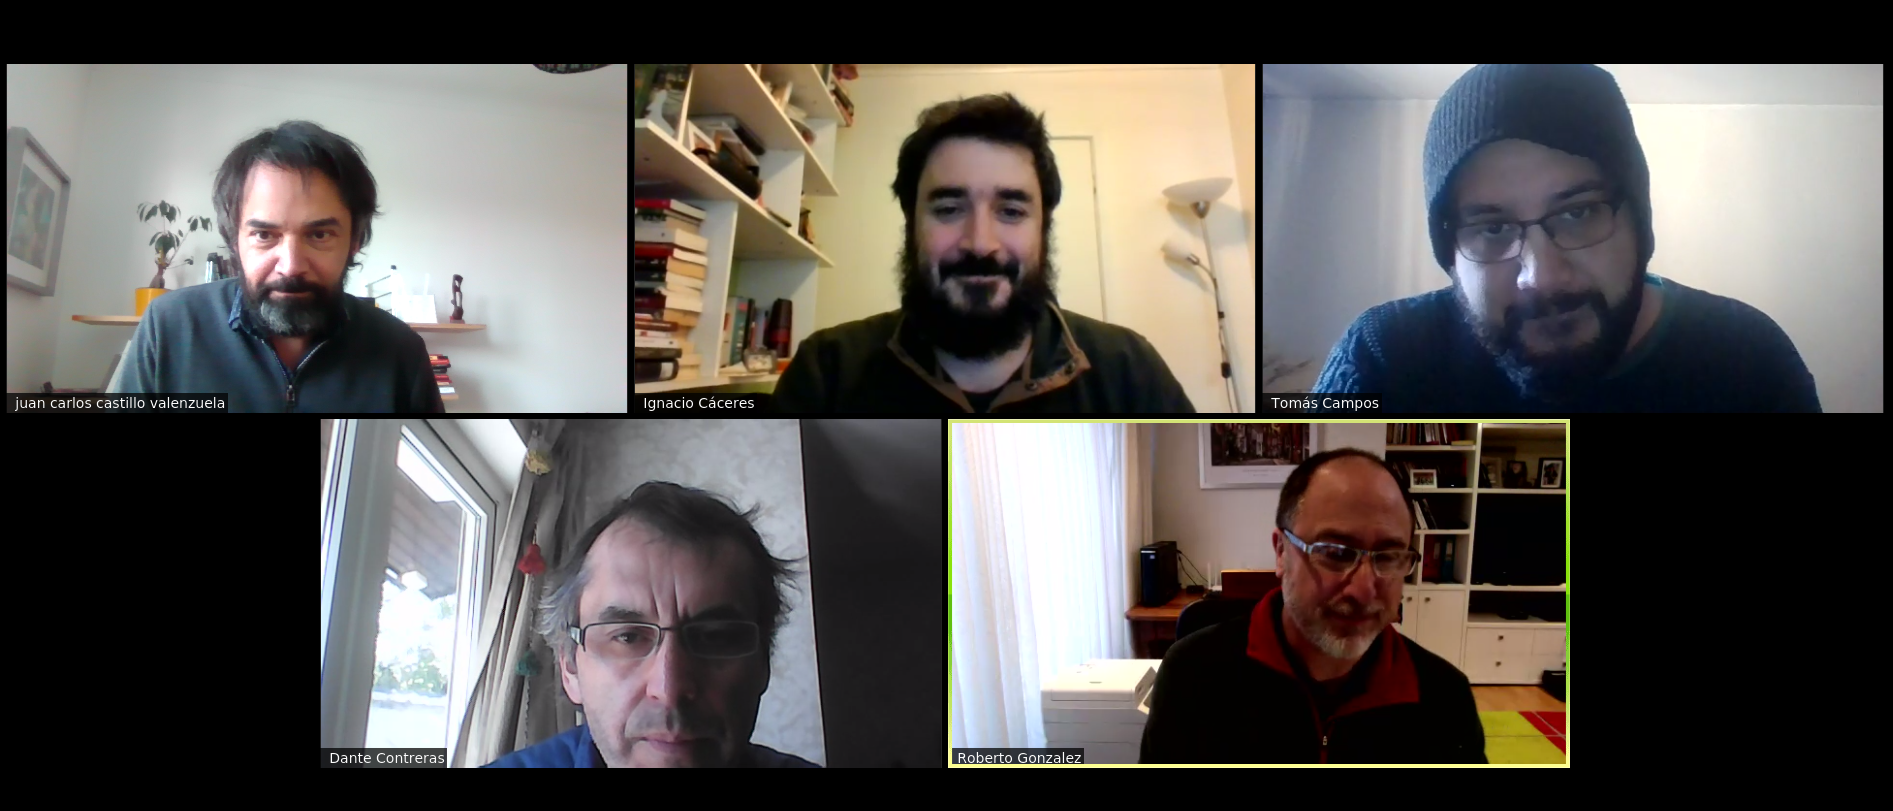 juan carlos castillo valenzuela
Ignacio Cáceres
Tomás Campos
Dante Contreras
Roberto Gonzalez